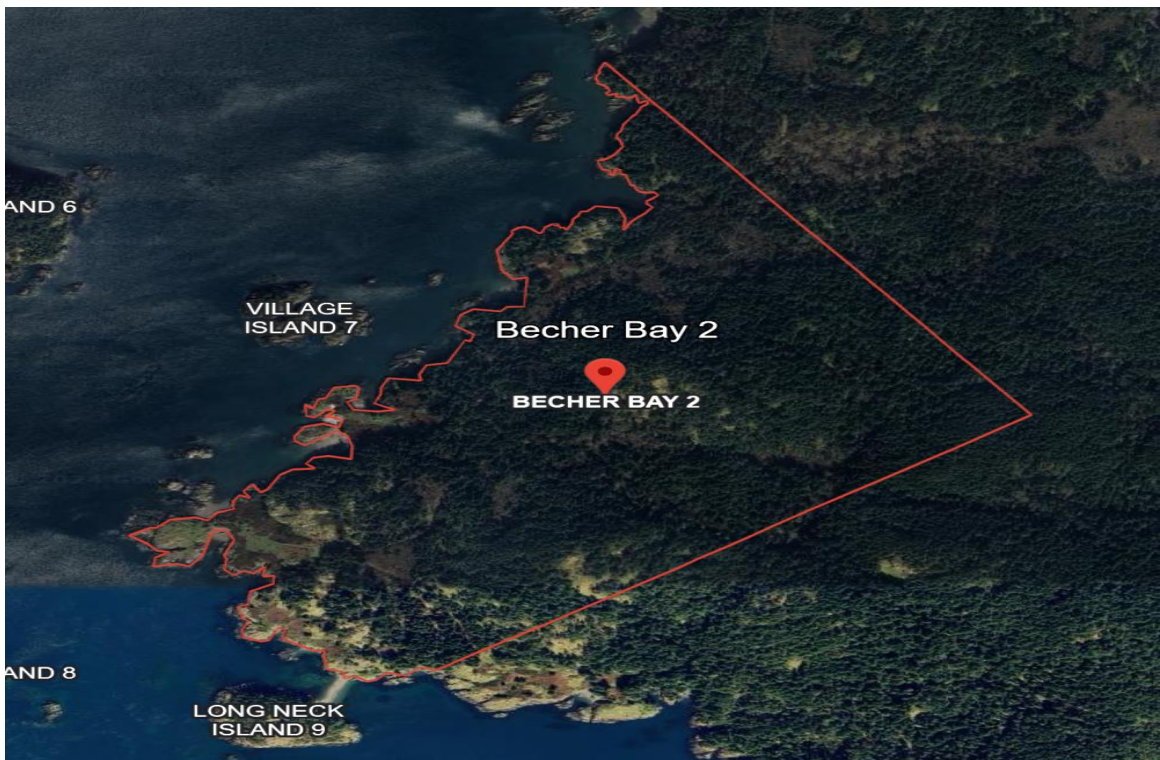 AND 6
VILLAGE
ISLAND 7
Becher Bay 2
BECHER BAY 2
AND 8
LONG NECK
ISLAND 9